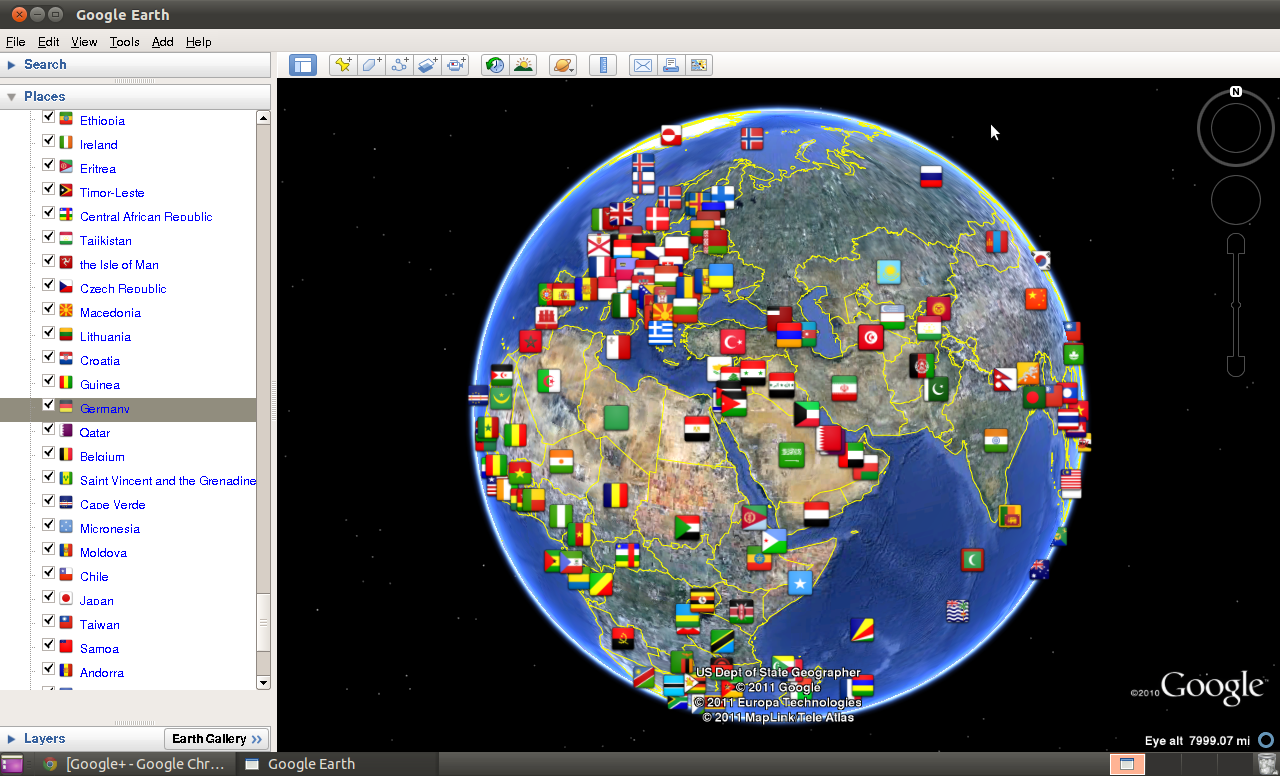 Google Earth
File Edit View Tools Add Help
Search
Places
Ethiopia
Ireland
Eritrea
Timor-Leste
Central African Republic
Tajikistan
the Isle of Man
Czech Republic
Macedonia
Lithuania
Croatia
Guinea
Germany
Qatar
Belgium
Saint Vincent and the Grenadine
Cape Verde
Micronesia
Moldova
Chile
Japan
Taiwan
Samoa
Andorra
Layers
Earth Gallery
N
US Dept of State Geographer
© 2011 Google
© 2011 Europa Technologies
© 2011 MapLink/Tele Atlas
©2010 Google™
Eye alt 7999.07 mi
[Google+ - Google Chr...
Google Earth